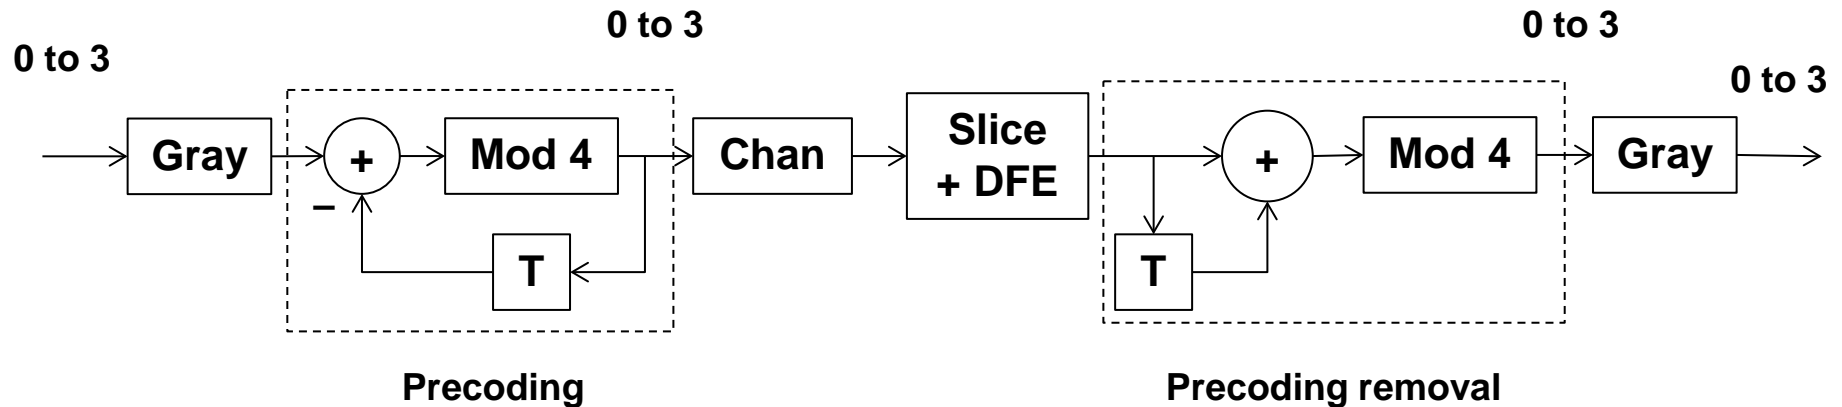 0 to 3
0 to 3
0 to 3
0 to 3
Gray
+
Mod 4
Chan
Slice
+ DFE
+
Mod 4
Gray
–
T
T
Precoding
Precoding removal